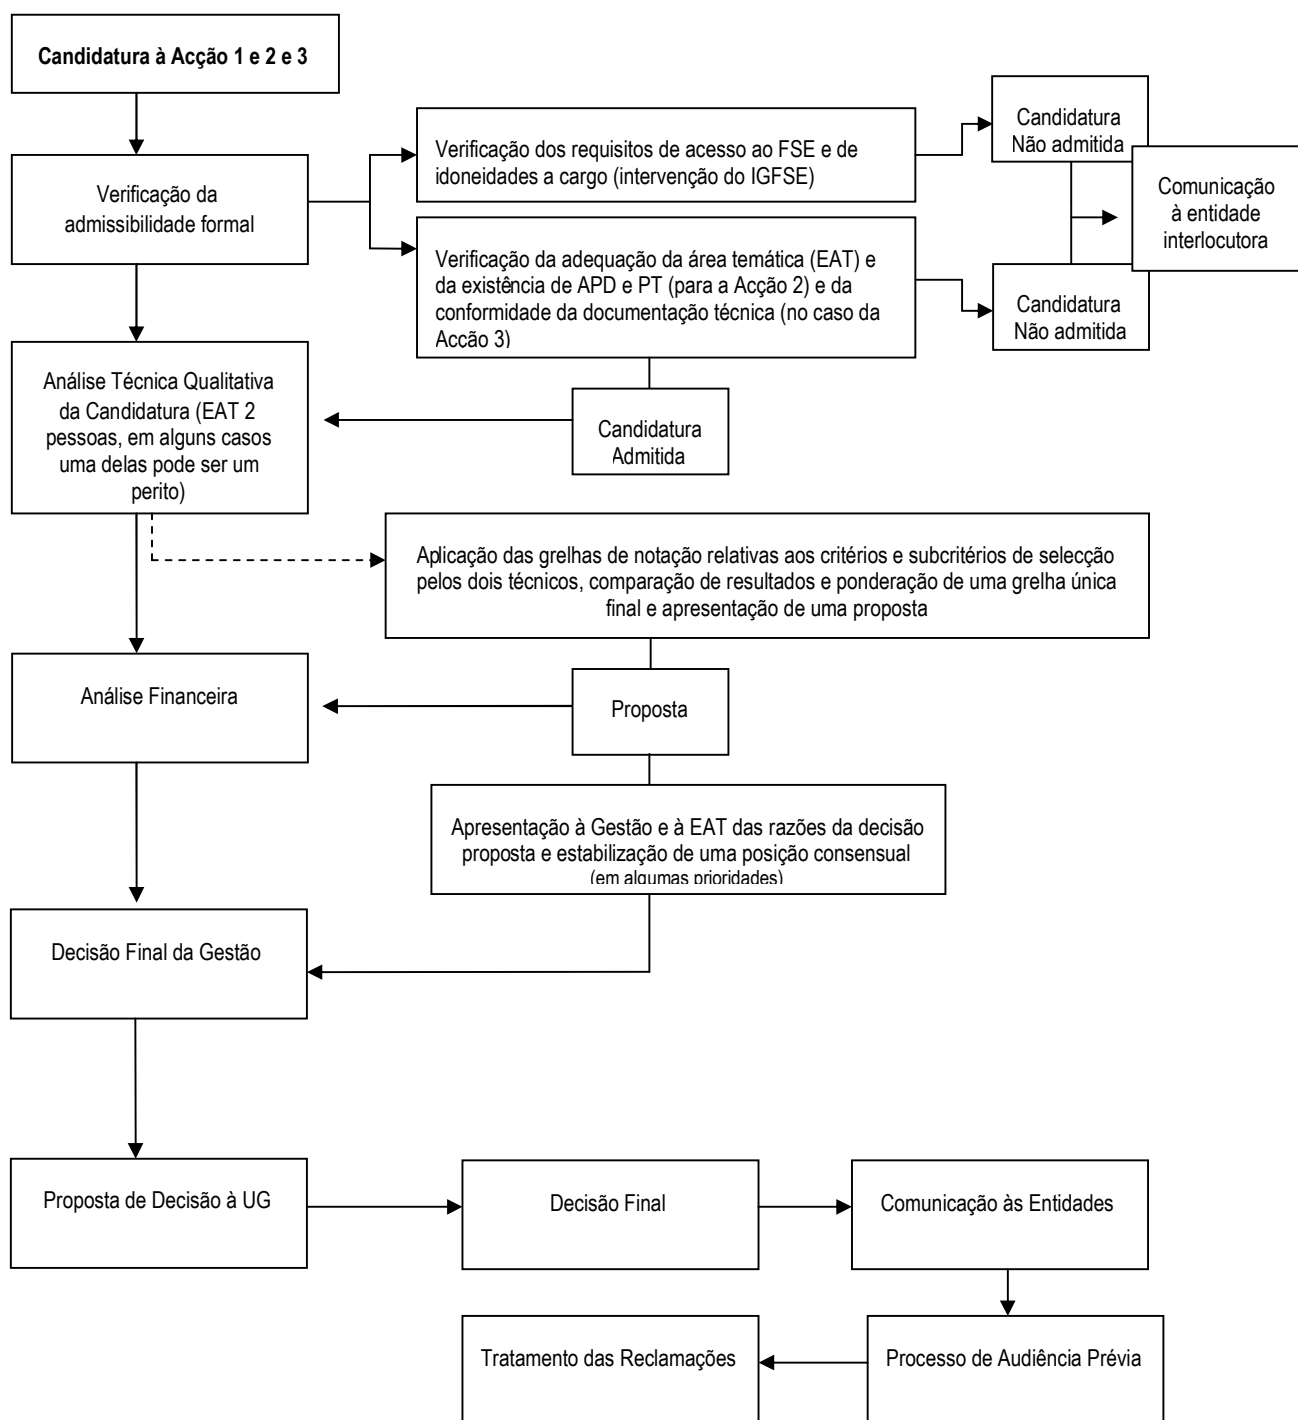 Candidatura à Acção 1 e 2 e 3
Verificação da
admissibilidade formal
Verificação dos requisitos de acesso ao FSE e de
idoneidades a cargo (intervenção do IGFSE)
Candidatura
Não admitida
Comunicação
à entidade
interlocutora
Verificação da adequação da área temática (EAT) e
da existência de APD e PT (para a Acção 2) e da
conformidade da documentação técnica (no caso da
Acção 3)
Candidatura
Não admitida
Análise Técnica Qualitativa
da Candidatura (EAT 2
pessoas, em alguns casos
uma delas pode ser um
perito)
Candidatura
Admitida
Aplicação das grelhas de notação relativas aos critérios e subcritérios de selecção
pelos dois técnicos, comparação de resultados e ponderação de uma grelha única
final e apresentação de uma proposta
Análise Financeira
Proposta
Apresentação à Gestão e à EAT das razões da decisão
proposta e estabilização de uma posição consensual
(em algumas prioridades)
Decisão Final da Gestão
Proposta de Decisão à UG
Decisão Final
Comunicação às Entidades
Tratamento das Reclamações
Processo de Audiência Prévia